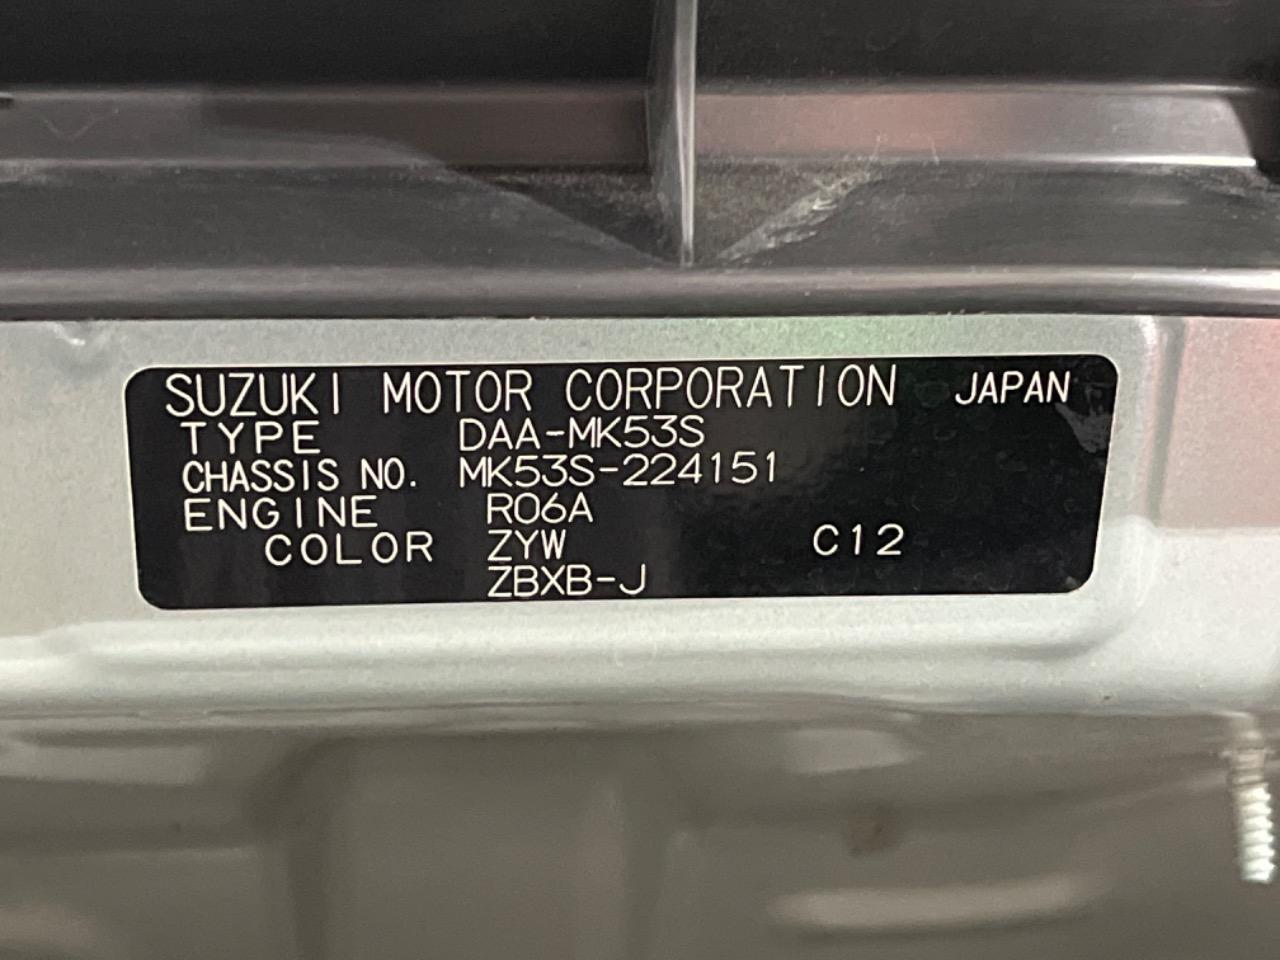 SUZUKI MOTOR CORPORATION JAPAN
TYPE DAA-MK53S
CHASSIS NO. MK53S-224151
ENGINE R06A
COLOR ZYW C12
ZBXB-J